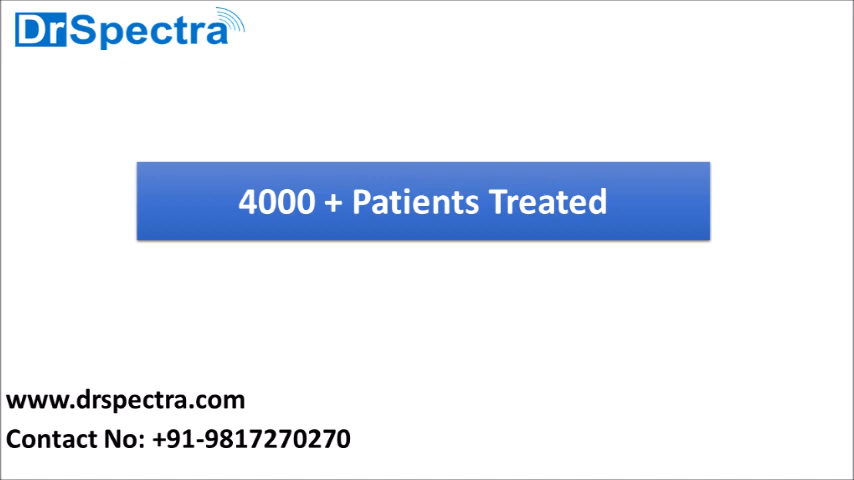 DrSpectra
4000 + Patients Treated
www.drspectra.com
Contact No: +91-9817270270